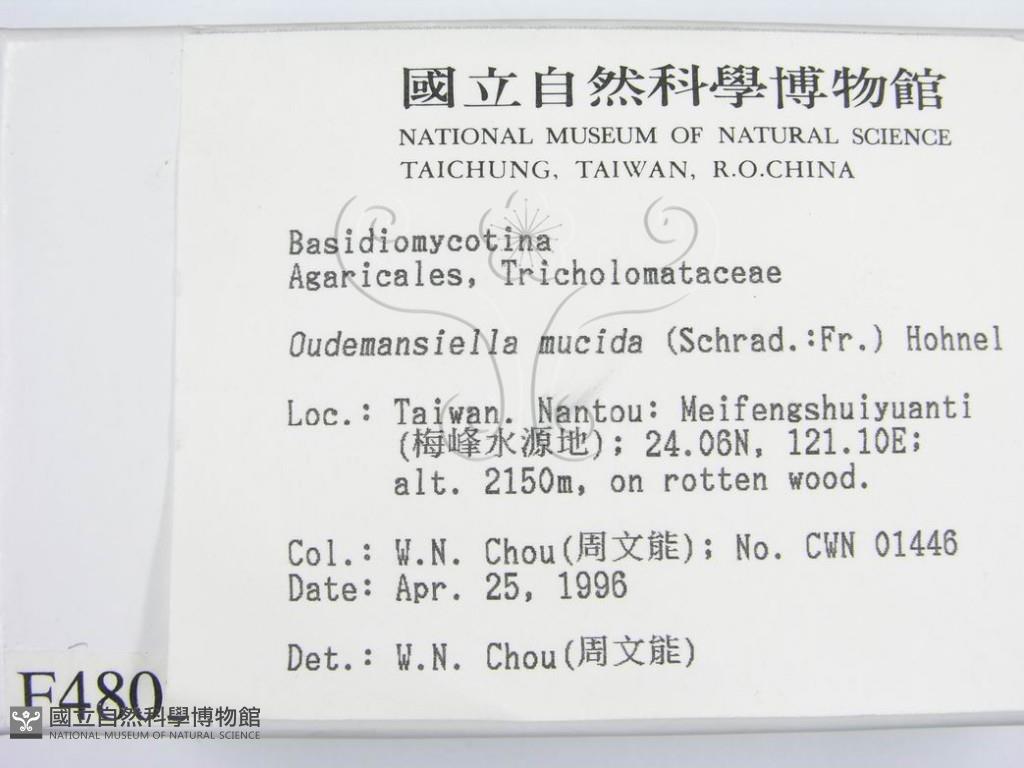 國立自然科學博物館
NATIONAL MUSEUM OF NATURAL SCIENCE
TAICHUNG, TAIWAN, R.O.CHINA
Basidiomycotina
Agaricales, Tricholomataceae
Oudemansiella mucida (Schrad.:Fr.) Hohnel
Loc.: Taiwan. Nantou: Meifengshuiyuanti
(梅峰水源地); 24.06N, 121.10E;
alt. 2150m, on rotten wood.
Col.: W.N. Chou(周文能); No. CWN 01446
Date: Apr. 25, 1996
Det.: W.N. Chou(周文能)
F480
國立自然科學博物館
NATIONAL MUSEUM OF NATURAL SCIENCE